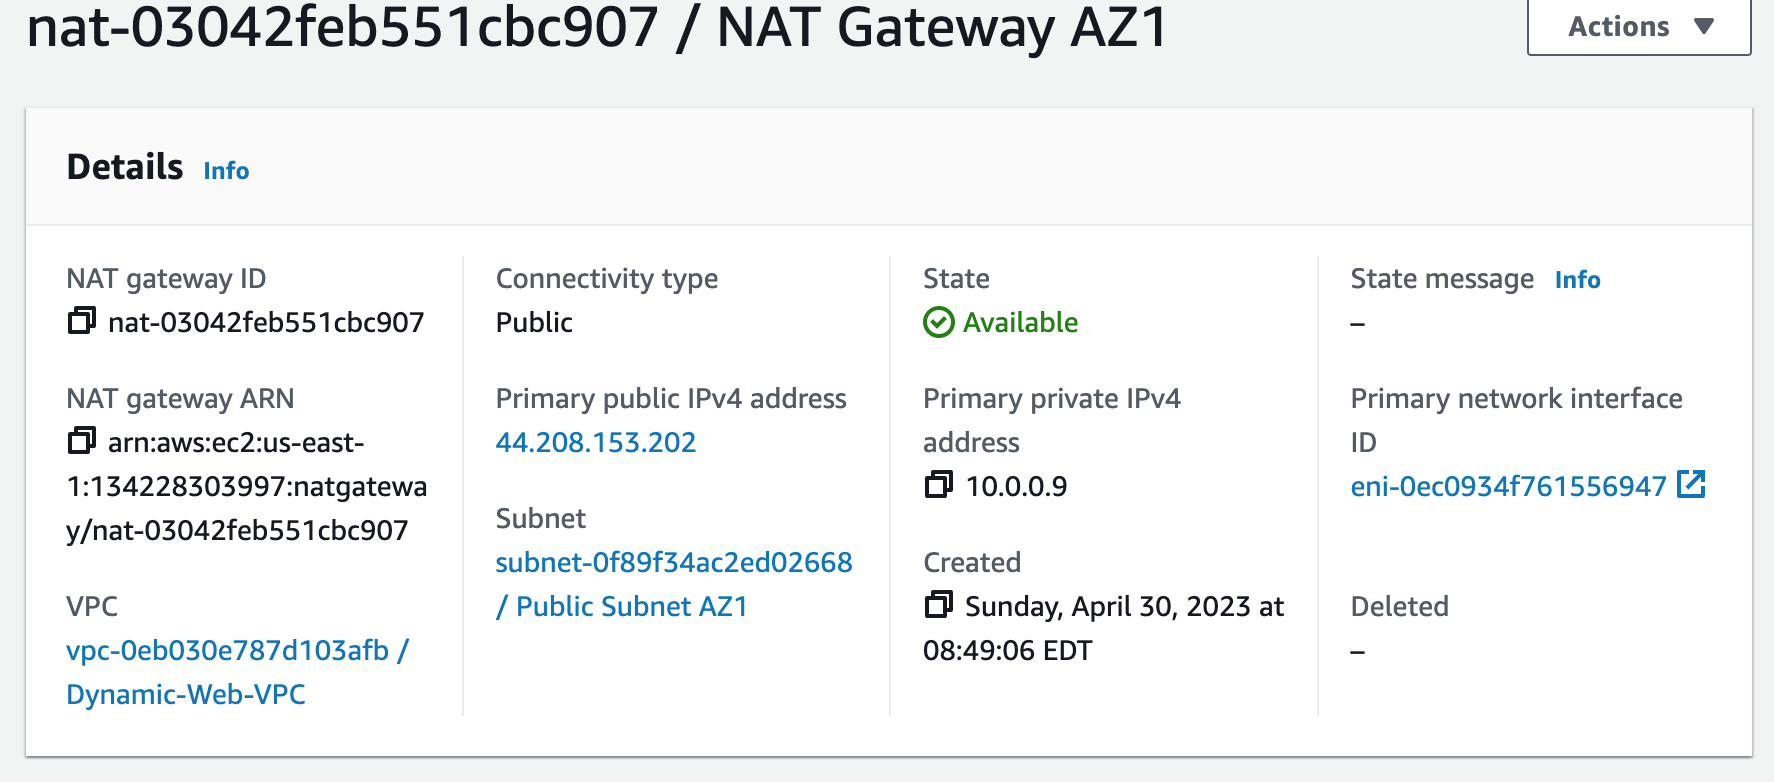 nat-03042feb551cbc907 / NAT Gateway AZ1
Actions
Details Info
NAT gateway ID
nat-03042feb551cbc907
NAT gateway ARN
arn:aws:ec2:us-east-
1:134228303997:natgatewa
y/nat-03042feb551cbc907
VPC
vpc-0eb030e787d103afb /
Dynamic-Web-VPC
Connectivity type
Public
Primary public IPv4 address
44.208.153.202
Subnet
subnet-0f89f34ac2ed02668
/ Public Subnet AZ1
State
Available
Primary private IPv4
address
10.0.0.9
Created
Sunday, April 30, 2023 at
08:49:06 EDT
State message Info
–
Primary network interface
ID
eni-0ec0934f761556947
Deleted
–